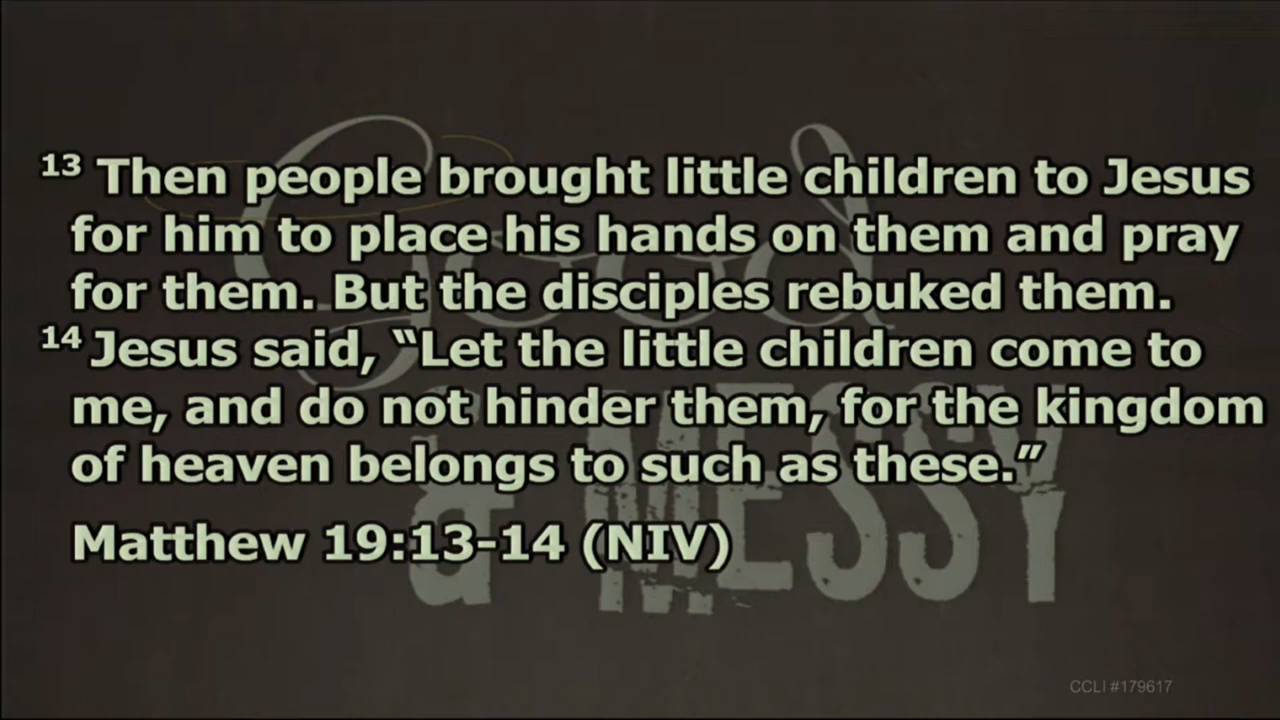 Good
& MESSY
13 Then people brought little children to Jesus
for him to place his hands on them and pray
for them. But the disciples rebuked them.
14 Jesus said, “Let the little children come to
me, and do not hinder them, for the kingdom
of heaven belongs to such as these.”
Matthew 19:13-14 (NIV)
CCLI #179617